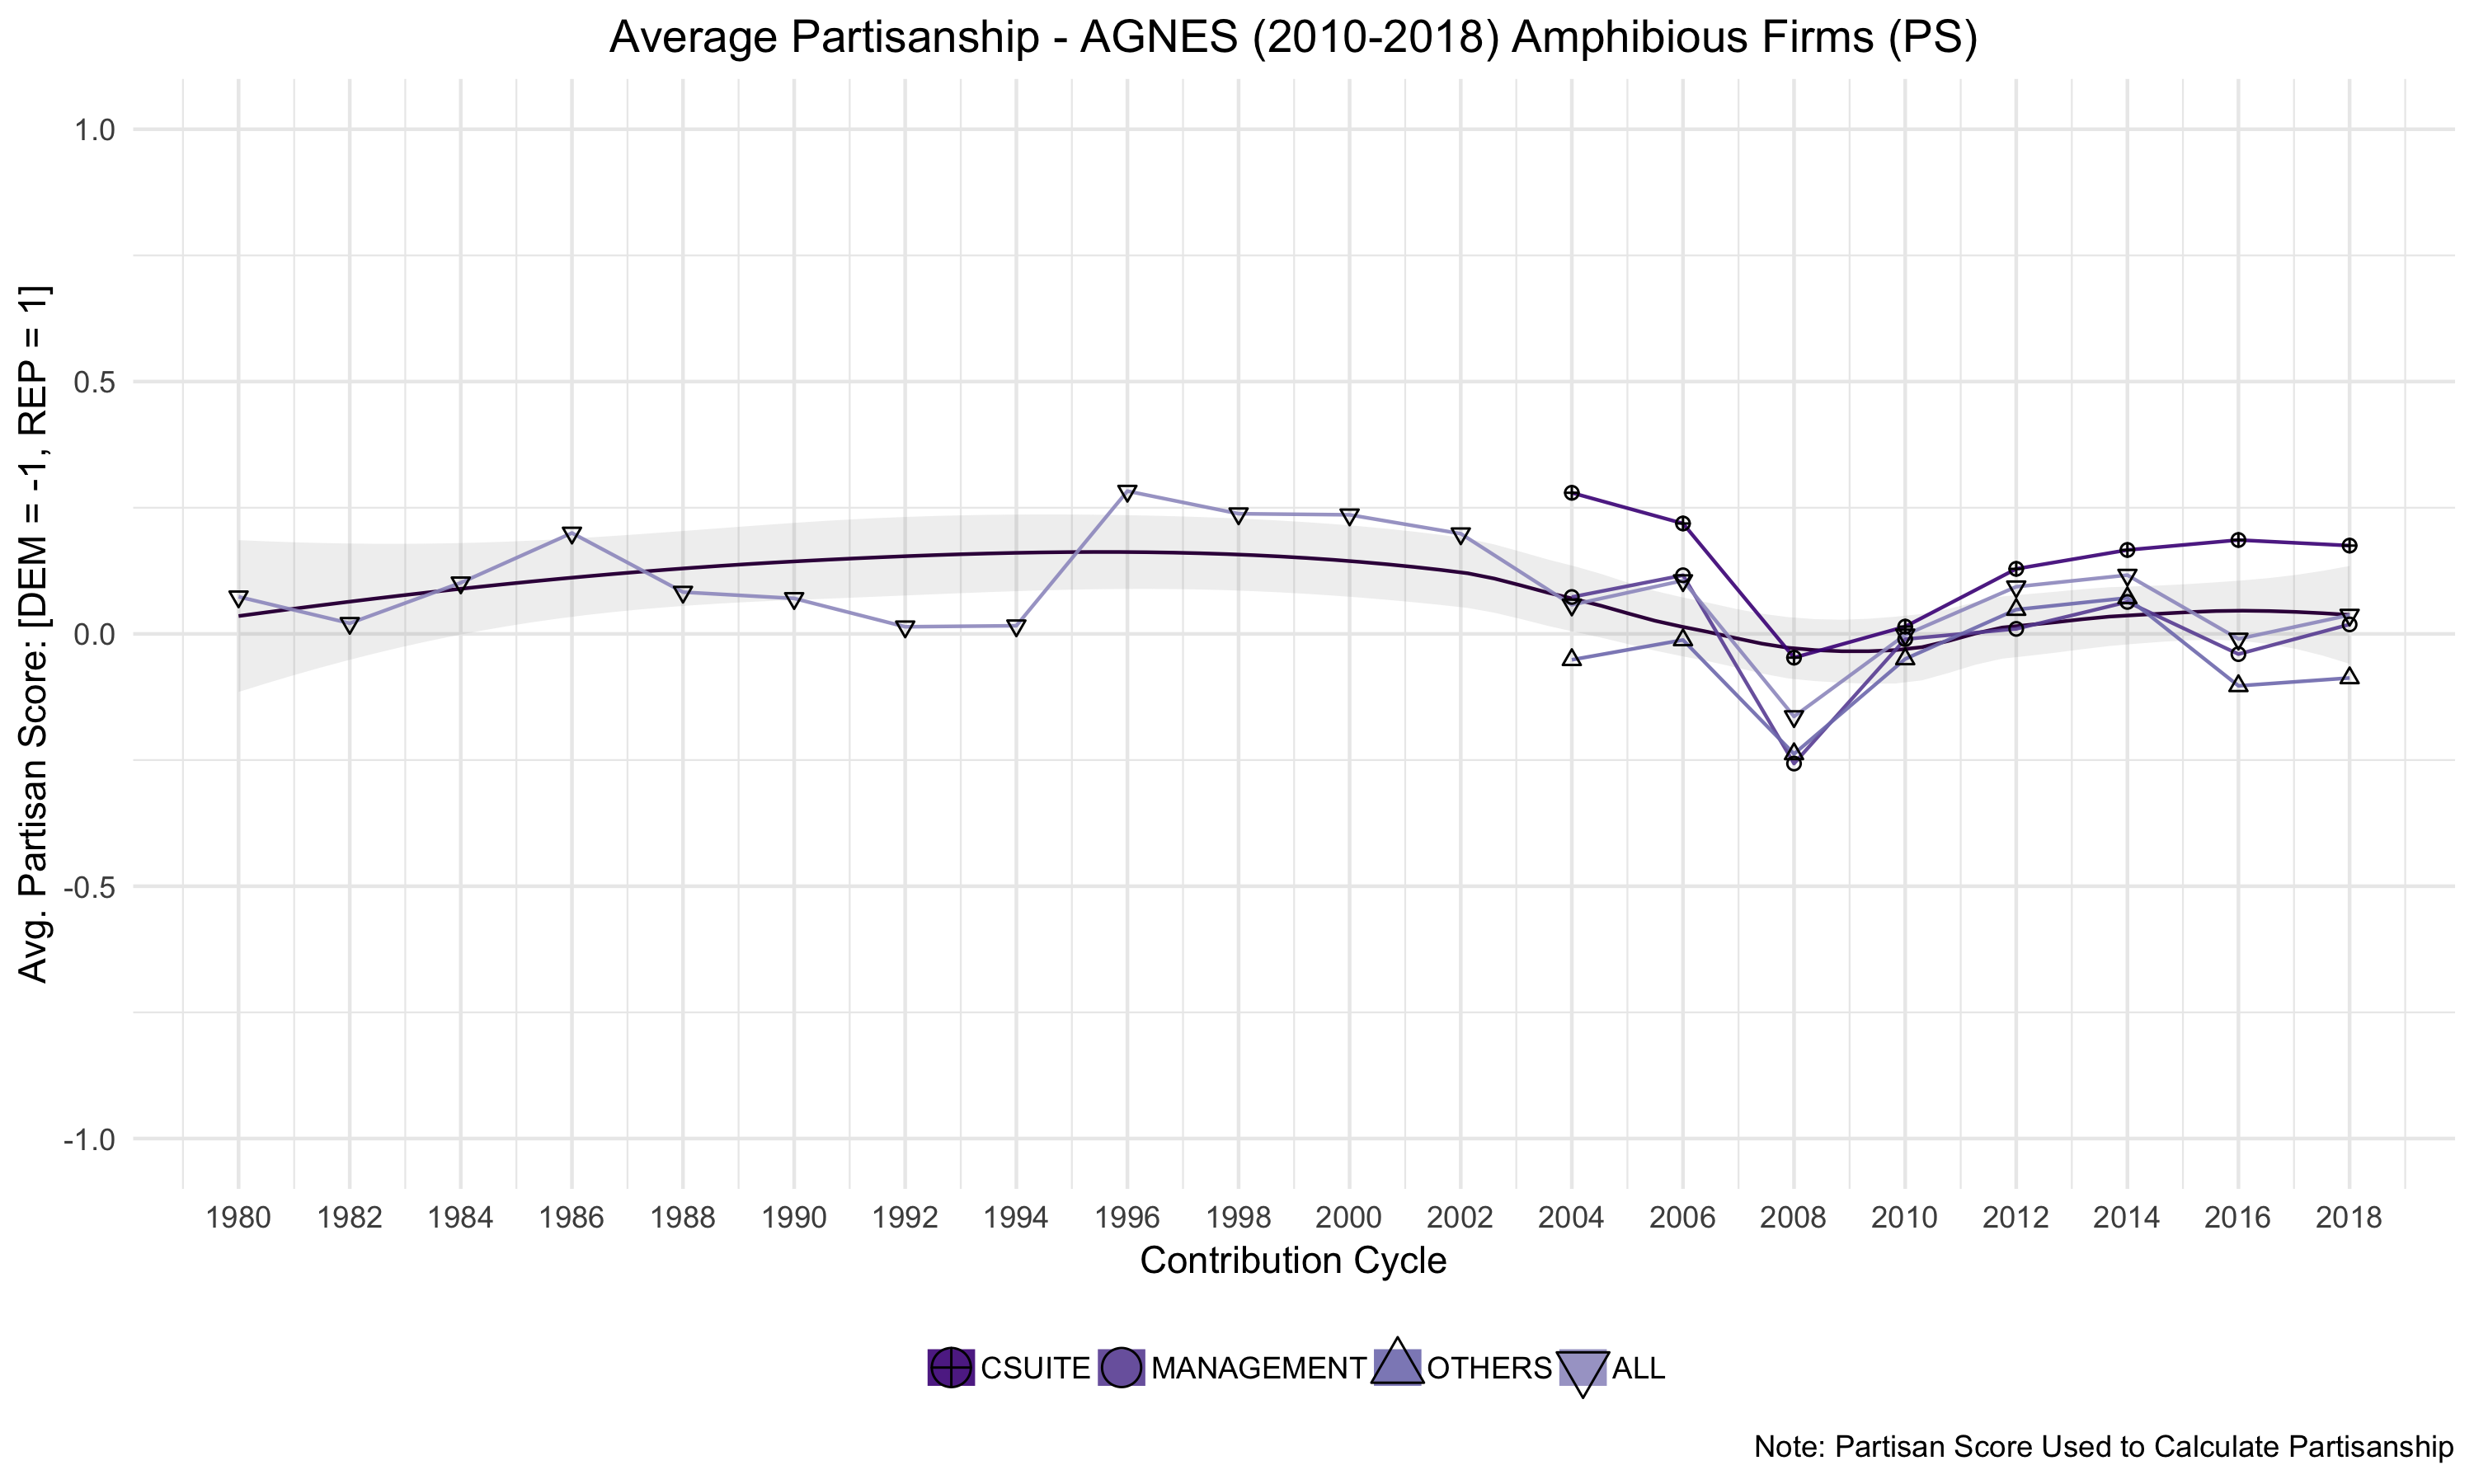 Average Partisanship - AGNES (2010-2018) Amphibious Firms (PS)
Avg. Partisan Score: [DEM = -1, REP = 1]
1.0
0.5
0.0
-0.5
-1.0
1980 1982 1984 1986 1988 1990 1992 1994 1996 1998 2000 2002 2004 2006 2008 2010 2012 2014 2016 2018
Contribution Cycle
CSUITE MANAGEMENT OTHERS ALL
Note: Partisan Score Used to Calculate Partisanship